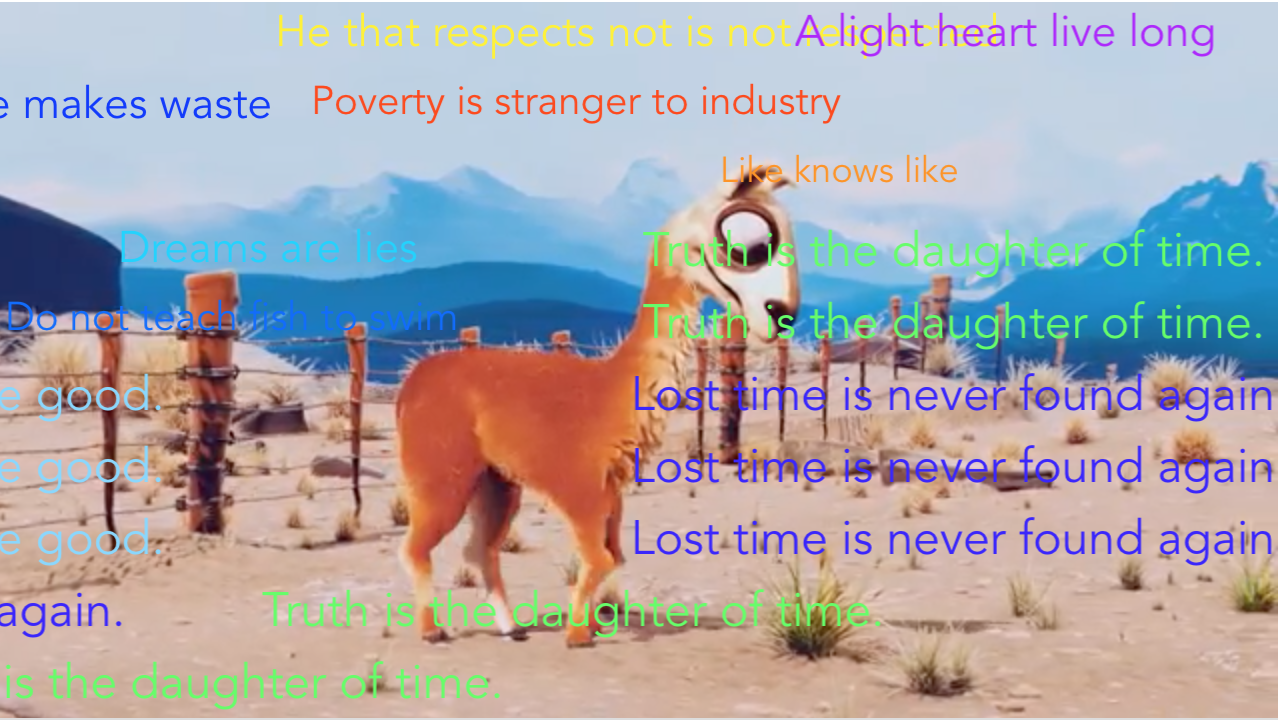 He that respects not is not respected
A light heart live long
makes waste
Poverty is stranger to industry
Like knows like
Dreams are lies
Truth is the daughter of time.
Do not teach fish to swim
Truth is the daughter of time.
good.
Lost time is never found again
good.
Lost time is never found again
good.
Lost time is never found again
again.
Truth is the daughter of time.
is the daughter of time.